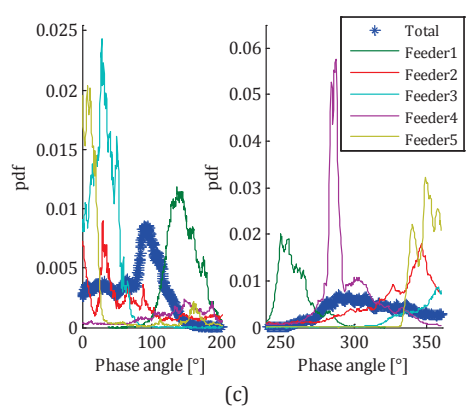 0.025
0.02
0.015
0.01
0.005
0
pdf
0 100 200
Phase angle [°]
0.06
0.05
0.04
0.03
0.02
0.01
0
pdf
250 300 350
Phase angle [°]
Total
Feeder1
Feeder2
Feeder3
Feeder4
Feeder5
(c)